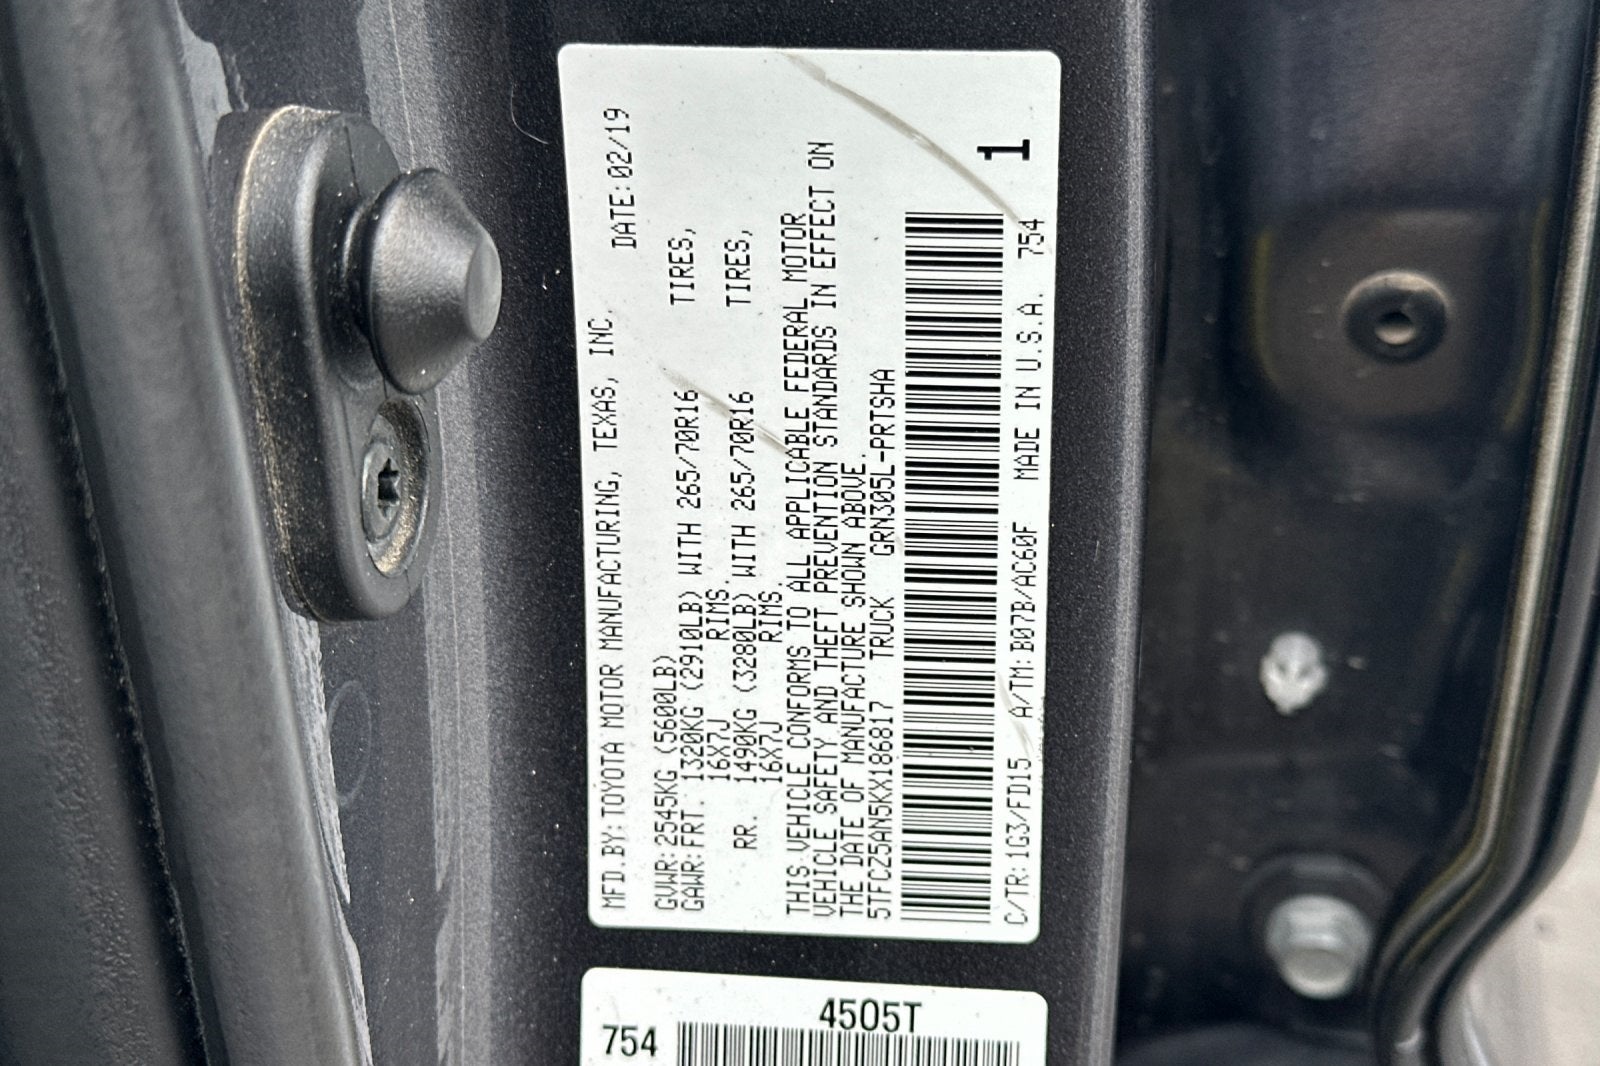 MFD.BY:TOYOTA MOTOR MANUFACTURING, TEXAS, INC.
DATE:02/19
GVWR:2545KG (5600LB)
GAWR:FRT. 1320KG (2910LB) WITH 265/70R16 TIRES,
16X7J RIMS.
RR. 1490KG (3280LB) WITH 265/70R16 TIRES,
16X7J RIMS.
THIS VEHICLE CONFORMS TO ALL APPLICABLE FEDERAL MOTOR
VEHICLE SAFETY AND THEFT PREVENTION STANDARDS IN EFFECT ON
THE DATE OF MANUFACTURE SHOWN ABOVE.
5TFCZ5AN5KX186817 TRUCK GRN305L-PRTSHA
1
C/TR:1G3/FD15 A/TM:B07B/AC60F MADE IN U.S.A. 754
4505T
754